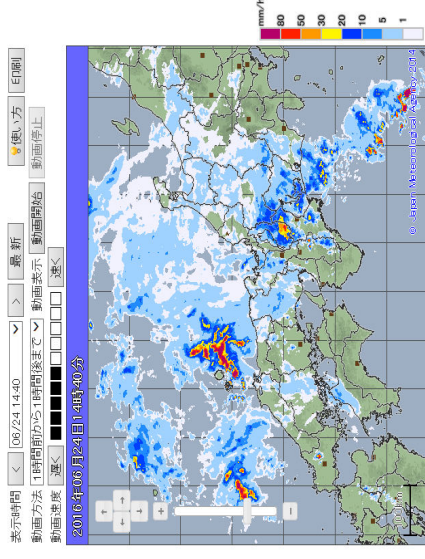 表示時間 < 06/24 14:40 > 最 新 使い方 印刷
動画方法 1時間前から1時間後まで 動画表示 動画開始 動画停止
動画速度 遅く 速く
2016年06月24日14時40分
mm/h
80
50
30
20
10
5
1
© Japan Meteorological Agency 2014